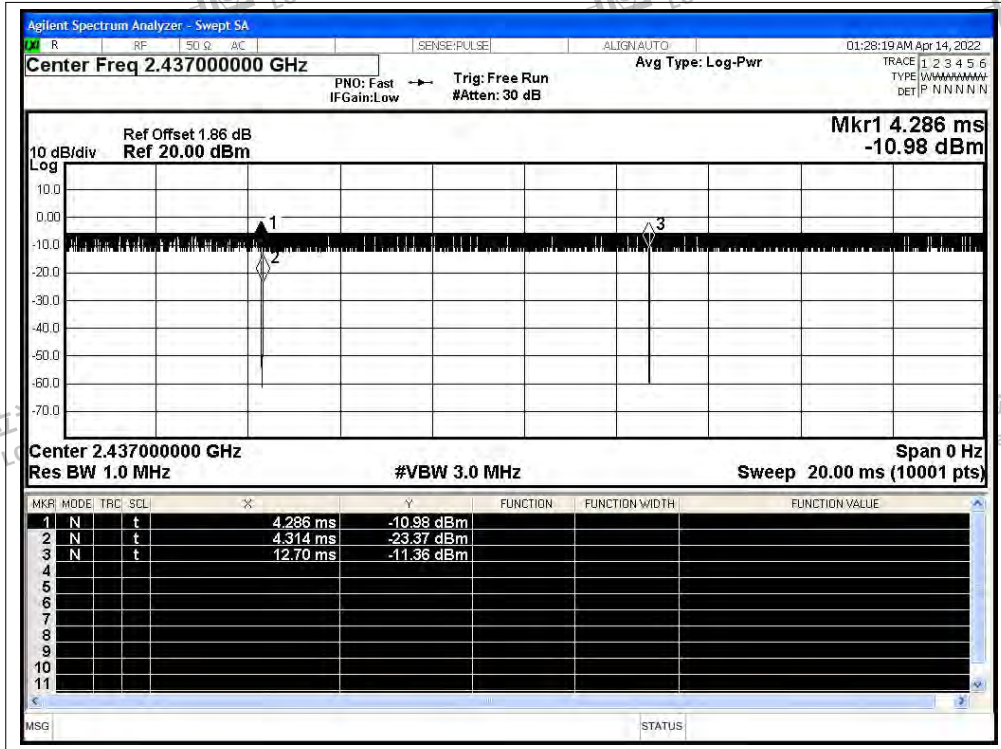 Agilent Spectrum Analyzer - Swept SA
R RF 50 Ω AC SENSE:PULSE ALIGN AUTO 01:28:19 AM Apr 14, 2022
Center Freq 2.437000000 GHz
PNO: Fast
IFGain:Low
Trig: Free Run
#Atten: 30 dB
Avg Type: Log-Pwr
TRACE 1 2 3 4 5 6
TYPE
DET P N N N N N
Ref Offset 1.86 dB
10 dB/div Ref 20.00 dBm
Log
Mkr1 4.286 ms
-10.98 dBm
10.0
0.00
-10.0
-20.0
-30.0
-40.0
-50.0
-60.0
-70.0
1
2
3
Center 2.437000000 GHz Span 0 Hz
Res BW 1.0 MHz #VBW 3.0 MHz Sweep 20.00 ms (10001 pts)
MKR MODE TRC SCL X Y FUNCTION FUNCTION WIDTH FUNCTION VALUE
1 N t 4.286 ms -10.98 dBm
2 N t 4.314 ms -23.37 dBm
3 N t 12.70 ms -11.36 dBm
4
5
6
7
8
9
10
11
MSG STATUS